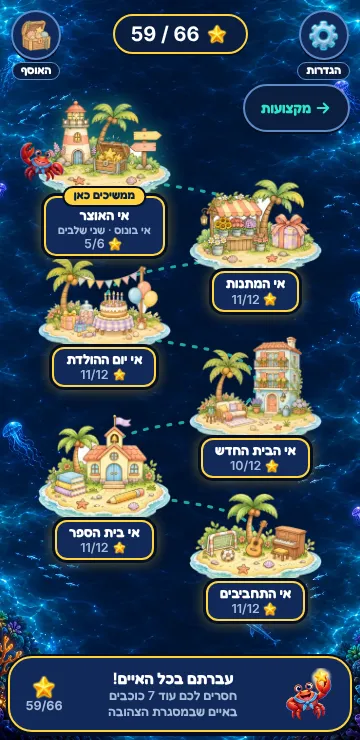 59 / 66
האוסף
הגדרות
מקצועות →
ממשיכים כאן
אי האוצר
אי בונוס · שני שלבים
5/6
אי המתנות
11/12
אי יום ההולדת
11/12
אי הבית החדש
10/12
אי בית הספר
11/12
אי התחביבים
11/12
עברתם בכל האיים!
חסרים לכם עוד 7 כוכבים
באיים שבמסגרת הצהובה
59/66